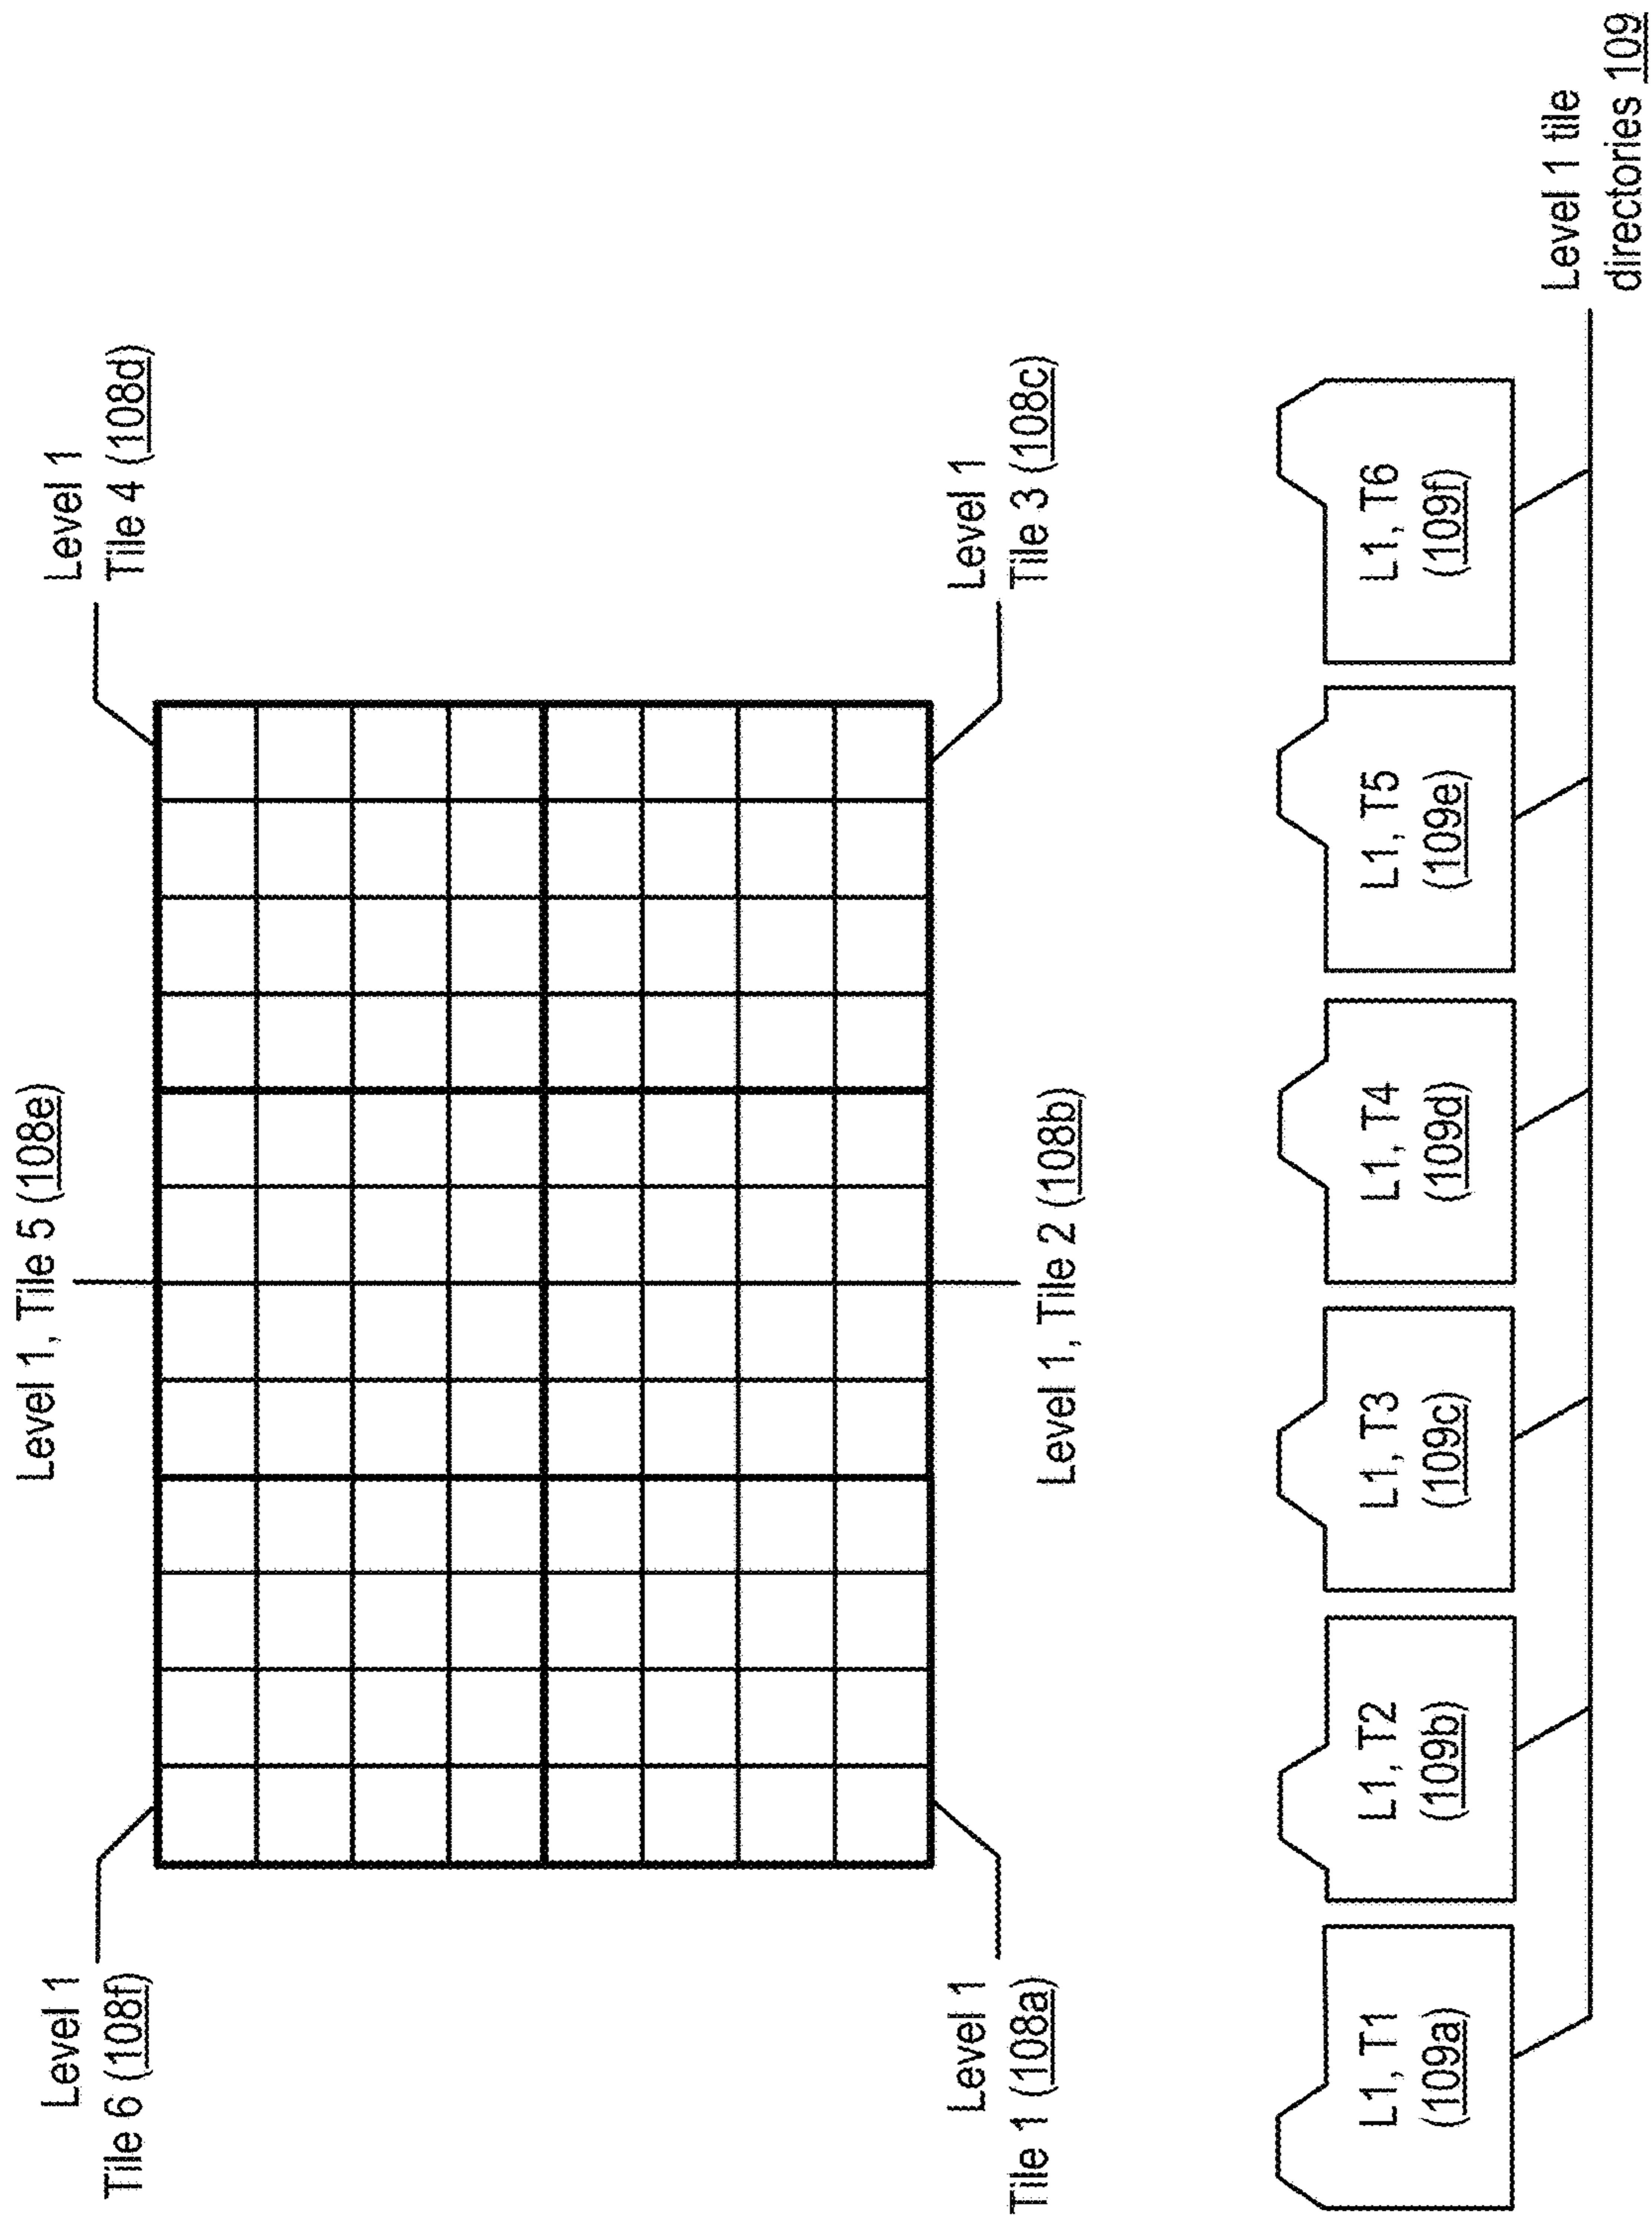 Level 1
Tile 6 (108f)
Level 1, Tile 5 (108e)
Level 1
Tile 4 (108d)
Level 1
Tile 1 (108a)
Level 1, Tile 2 (108b)
Level 1
Tile 3 (108c)
L1, T1
(109a)
L1, T2
(109b)
L1, T3
(109c)
L1, T4
(109d)
L1, T5
(109e)
L1, T6
(109f)
Level 1 tile
directories 109